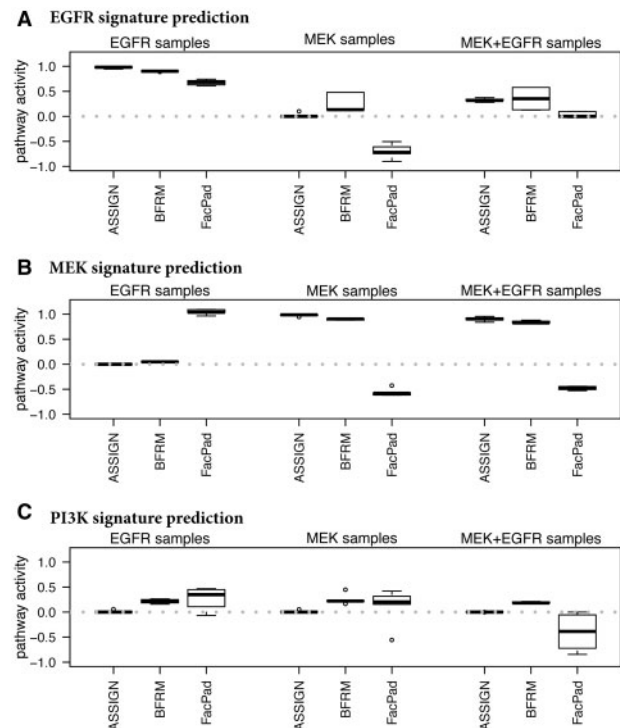 A EGFR signature prediction
EGFR samples MEK samples MEK+EGFR samples
pathway activity
1.0
0.5
0.0
−0.5
−1.0
ASSIGN BFRM FacPad ASSIGN BFRM FacPad ASSIGN BFRM FacPad
B MEK signature prediction
EGFR samples MEK samples MEK+EGFR samples
pathway activity
1.0
0.5
0.0
−0.5
−1.0
ASSIGN BFRM FacPad ASSIGN BFRM FacPad ASSIGN BFRM FacPad
C PI3K signature prediction
EGFR samples MEK samples MEK+EGFR samples
pathway activity
1.0
0.5
0.0
−0.5
−1.0
ASSIGN BFRM FacPad ASSIGN BFRM FacPad ASSIGN BFRM FacPad